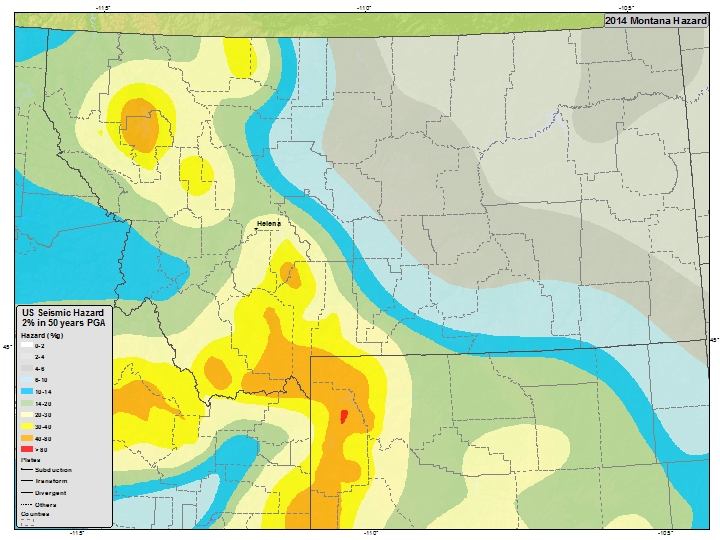 -115° -110° -105°
2014 Montana Hazard
Helena
US Seismic Hazard
2% in 50 years PGA
Hazard (%g)
0-2
2-4
4-6
6-10
10-14
14-20
20-30
30-40
40-80
> 80
Plates
Subduction
Transform
Divergent
Others
Counties
45° 45°
-115° -110° -105°